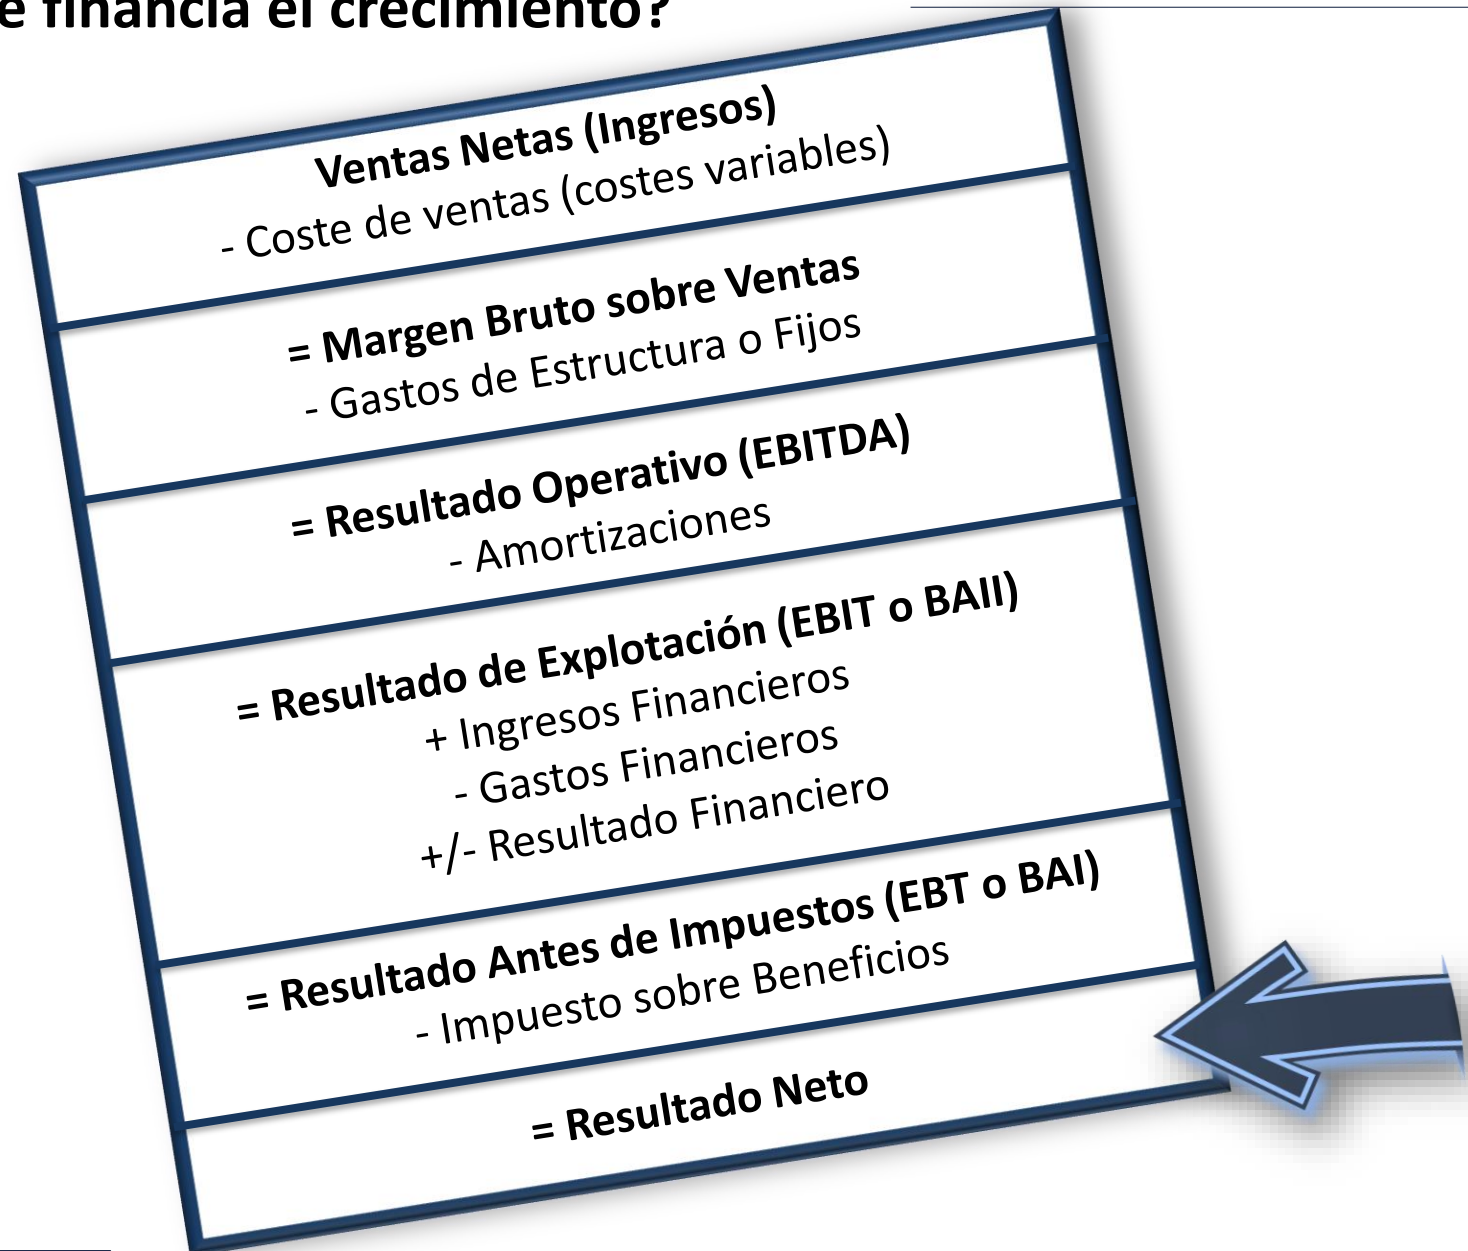 e financia el crecimiento?
Ventas Netas (Ingresos)
- Coste de ventas (costes variables)
= Margen Bruto sobre Ventas
- Gastos de Estructura o Fijos
= Resultado Operativo (EBITDA)
- Amortizaciones
= Resultado de Explotación (EBIT o BAII)
+ Ingresos Financieros
- Gastos Financieros
+/- Resultado Financiero
= Resultado Antes de Impuestos (EBT o BAI)
- Impuesto sobre Beneficios
= Resultado Neto